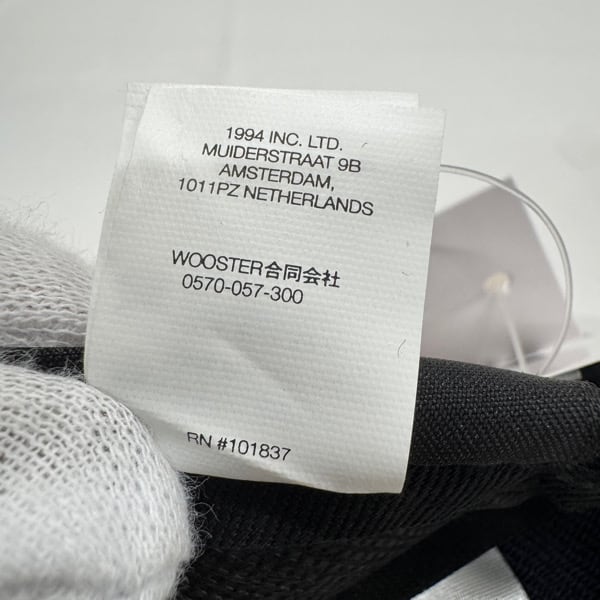 1994 INC. LTD.
MUIDERSTRAAT 9B
AMSTERDAM,
1011PZ NETHERLANDS
WOOSTER合同会社
0570-057-300
RN #101837